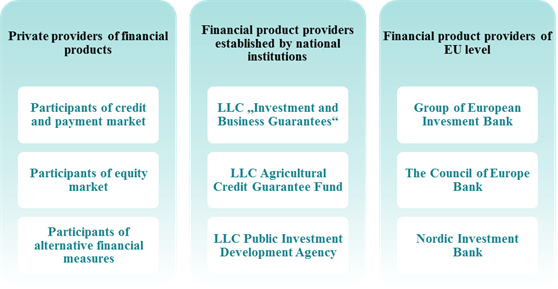 Private providers of financial
products
Participants of credit
and payment market
Participants of equity
market
Participants of
alternative financial
measures
Financial product providers
established by national
institutions
LLC „Investment and
Business Guarantees“
LLC Agricultural
Credit Guarantee Fund
LLC Public Investment
Development Agency
Financial product providers of
EU level
Group of European
Invesment Bank
The Council of Europe
Bank
Nordic Investment
Bank